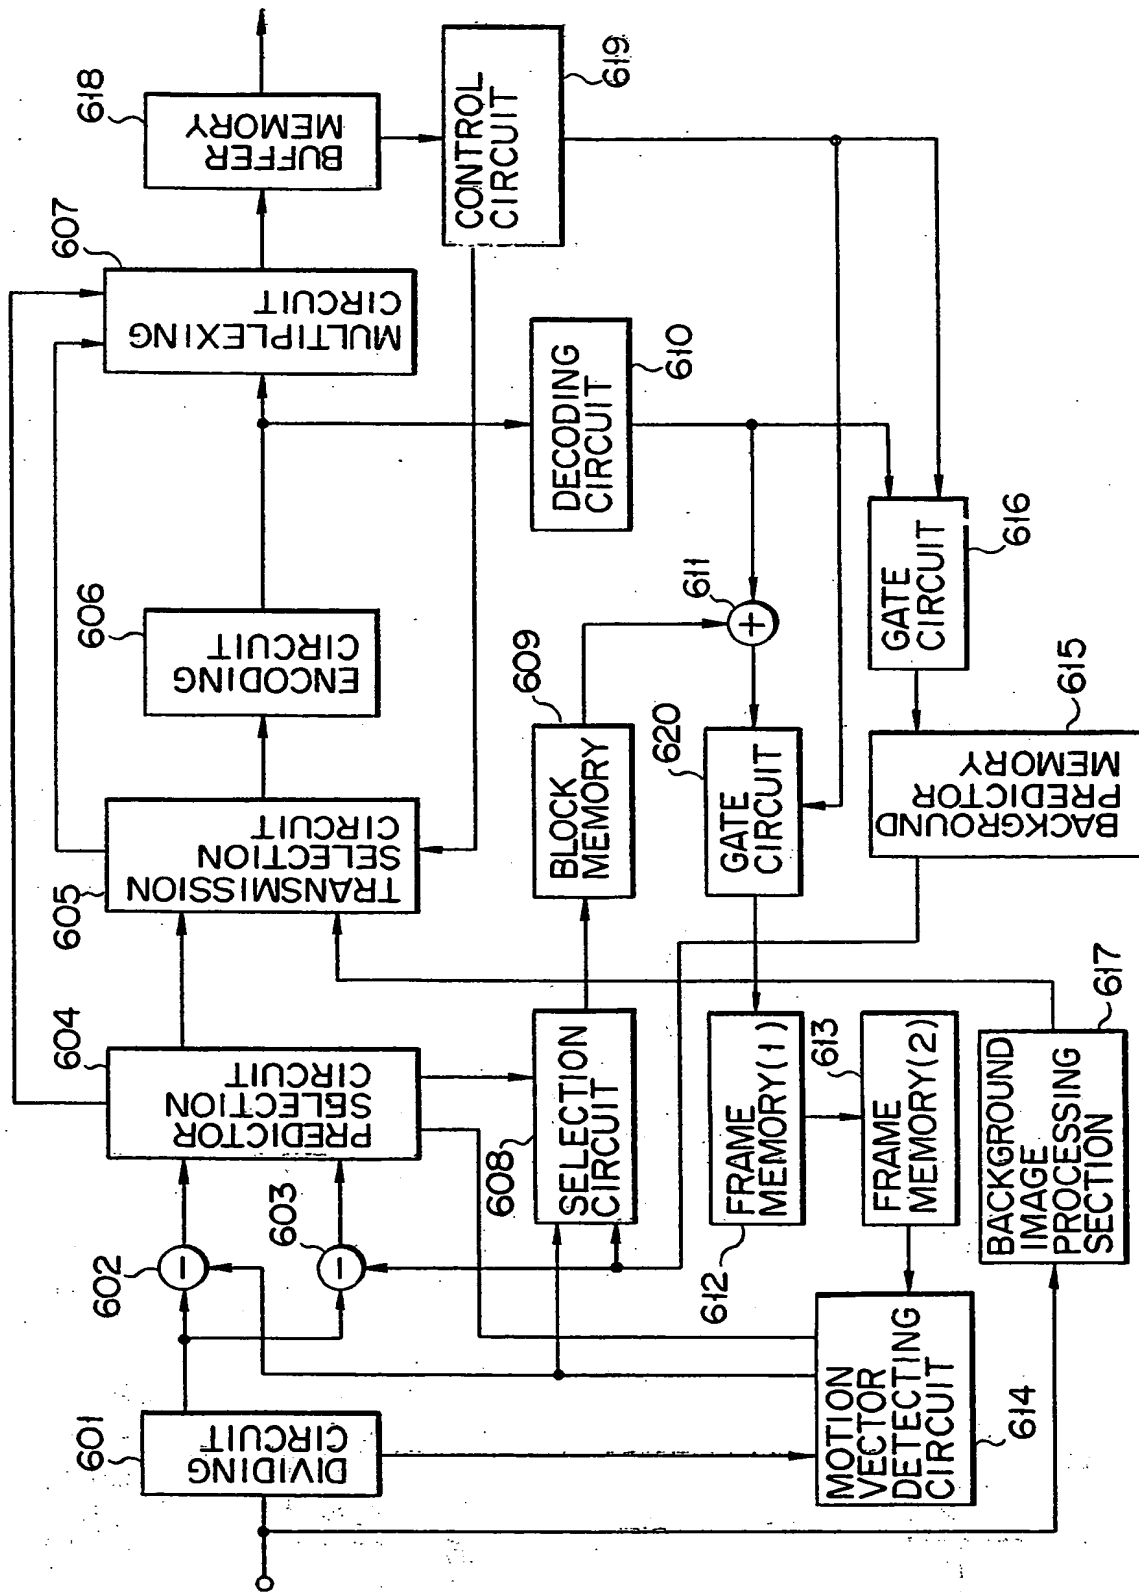 601
DIVIDING
CIRCUIT
602
603
604
PREDICTOR
SELECTION
CIRCUIT
605
TRANSMISSION
SELECTION
CIRCUIT
606
ENCODING
CIRCUIT
607
MULTIPLEXING
CIRCUIT
618
BUFFER
MEMORY
CONTROL
CIRCUIT
619
608
SELECTION
CIRCUIT
BLOCK
MEMORY
609
DECODING
CIRCUIT
610
611
620
GATE
CIRCUIT
FRAME
MEMORY(1)
612
613
FRAME
MEMORY(2)
MOTION
VECTOR
DETECTING
CIRCUIT
614
BACKGROUND
IMAGE
PROCESSING
SECTION
617
BACKGROUND
PREDICTOR
MEMORY
615
GATE
CIRCUIT
616